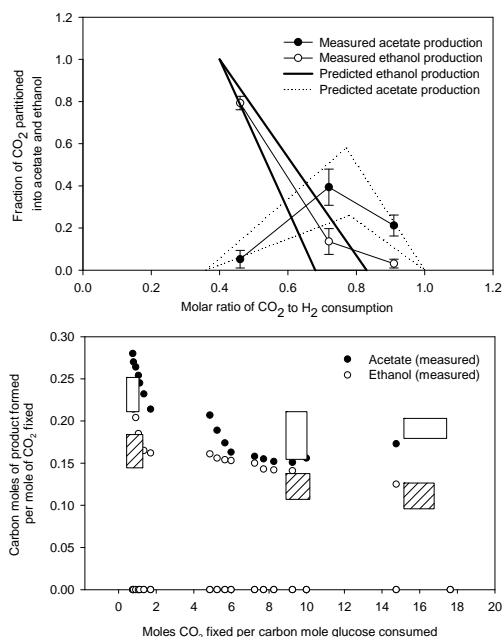 1.0
0.8
0.6
0.4
0.2
0.0
Fraction of CO2 partitioned
into acetate and ethanol
Measured acetate production
Measured ethanol production
Predicted ethanol production
Predicted acetate production
0.0 0.2 0.4 0.6 0.8 1.0 1.2
Molar ratio of CO2 to H2 consumption
0.30
0.25
0.20
0.15
0.10
0.05
0.00
Carbon moles of product formed
per mole of CO2 fixed
Acetate (measured)
Ethanol (measured)
0 2 4 6 8 10 12 14 16 18 20
Moles CO2 fixed per carbon mole glucose consumed